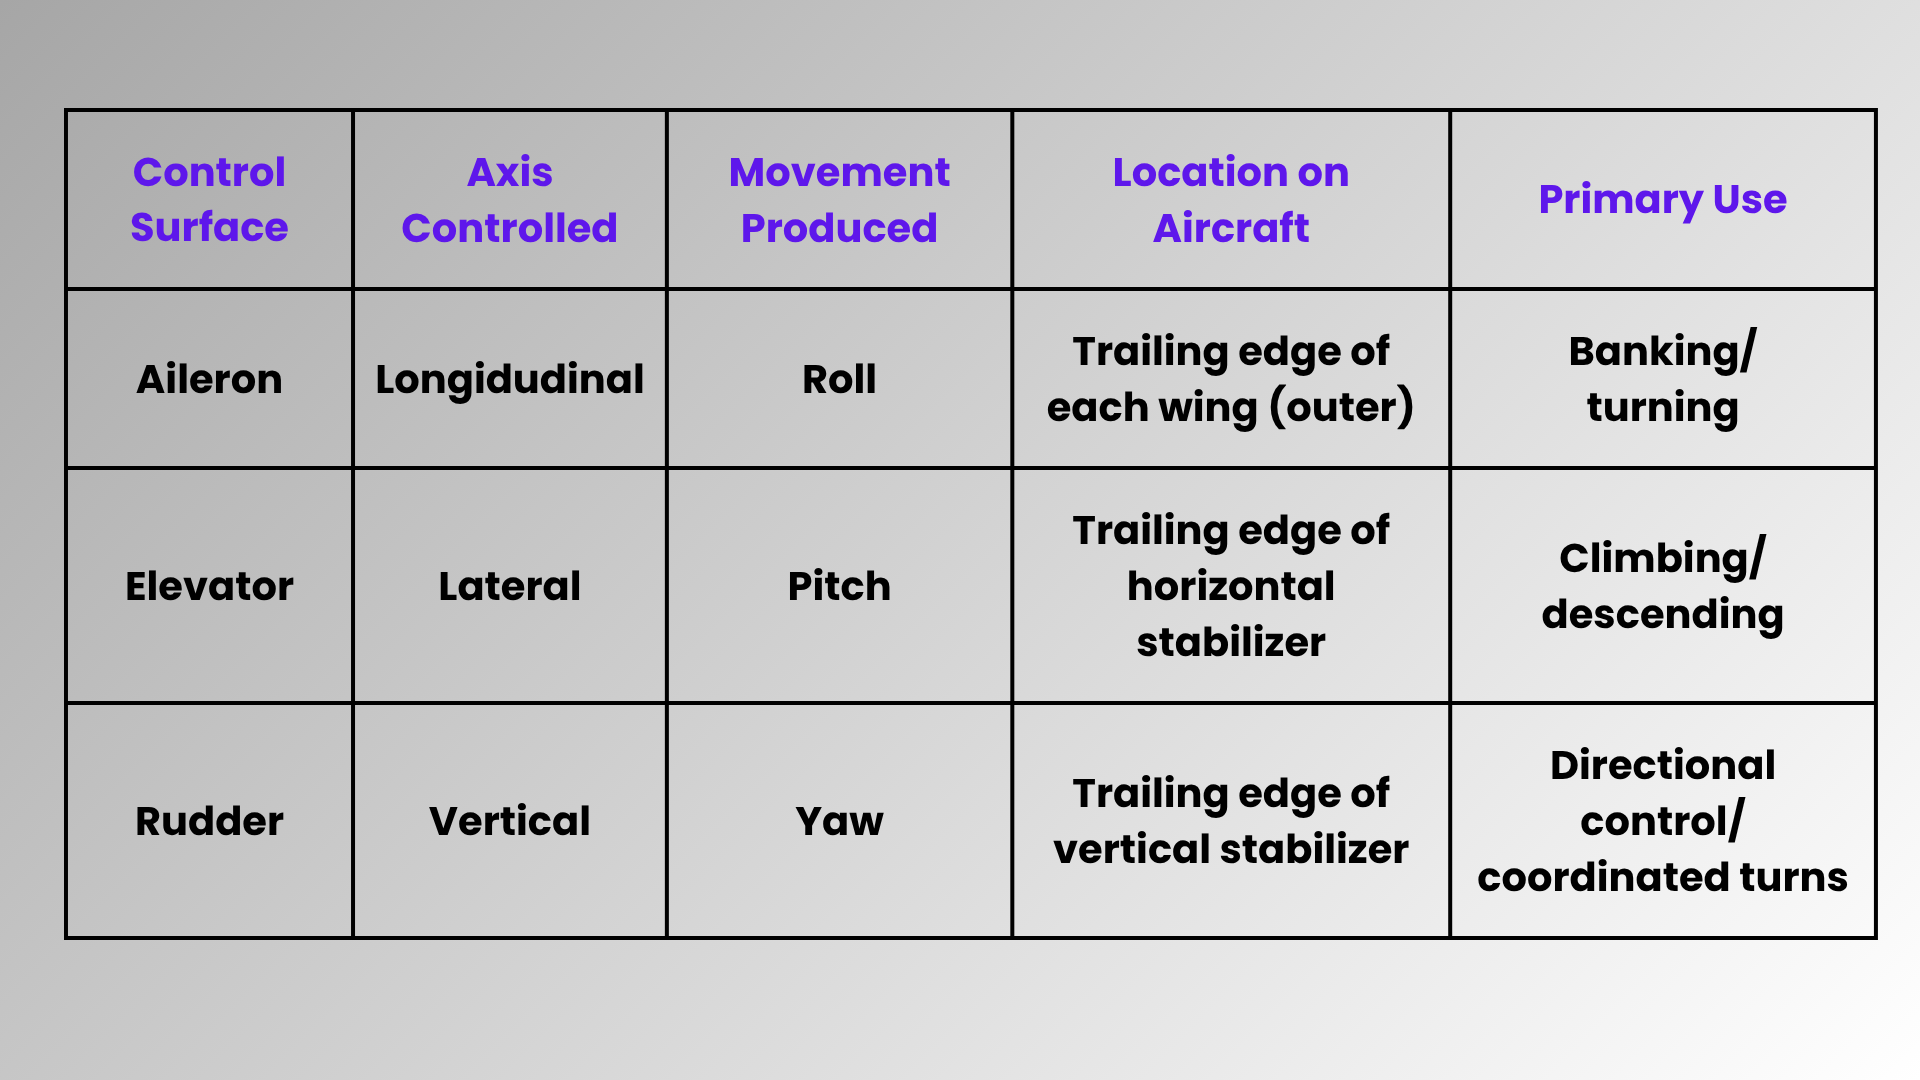 Control
Surface
Axis
Controlled
Movement
Produced
Location on
Aircraft
Primary Use
Aileron
Longidudinal
Roll
Trailing edge of
each wing (outer)
Banking/
turning
Elevator
Lateral
Pitch
Trailing edge of
horizontal
stabilizer
Climbing/
descending
Rudder
Vertical
Yaw
Trailing edge of
vertical stabilizer
Directional
control/
coordinated turns